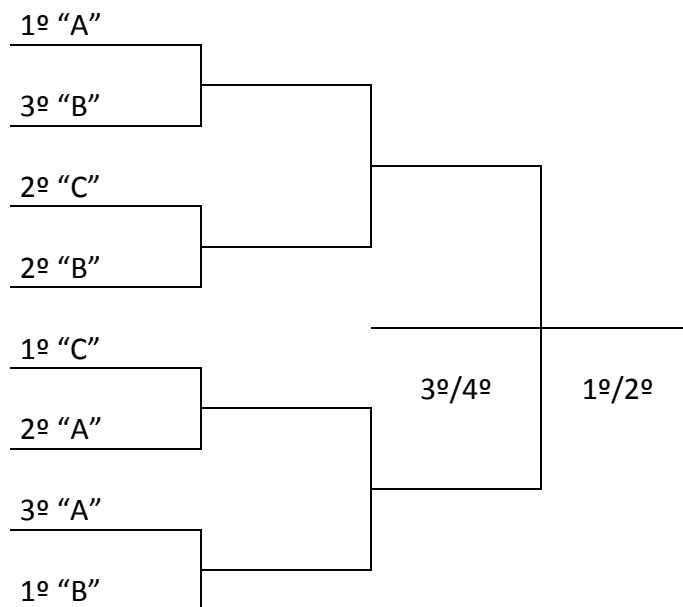 1º “A”
3º “B”
2º “C”
2º “B”
1º “C”
3º/4º
1º/2º
2º “A”
3º “A”
1º “B”